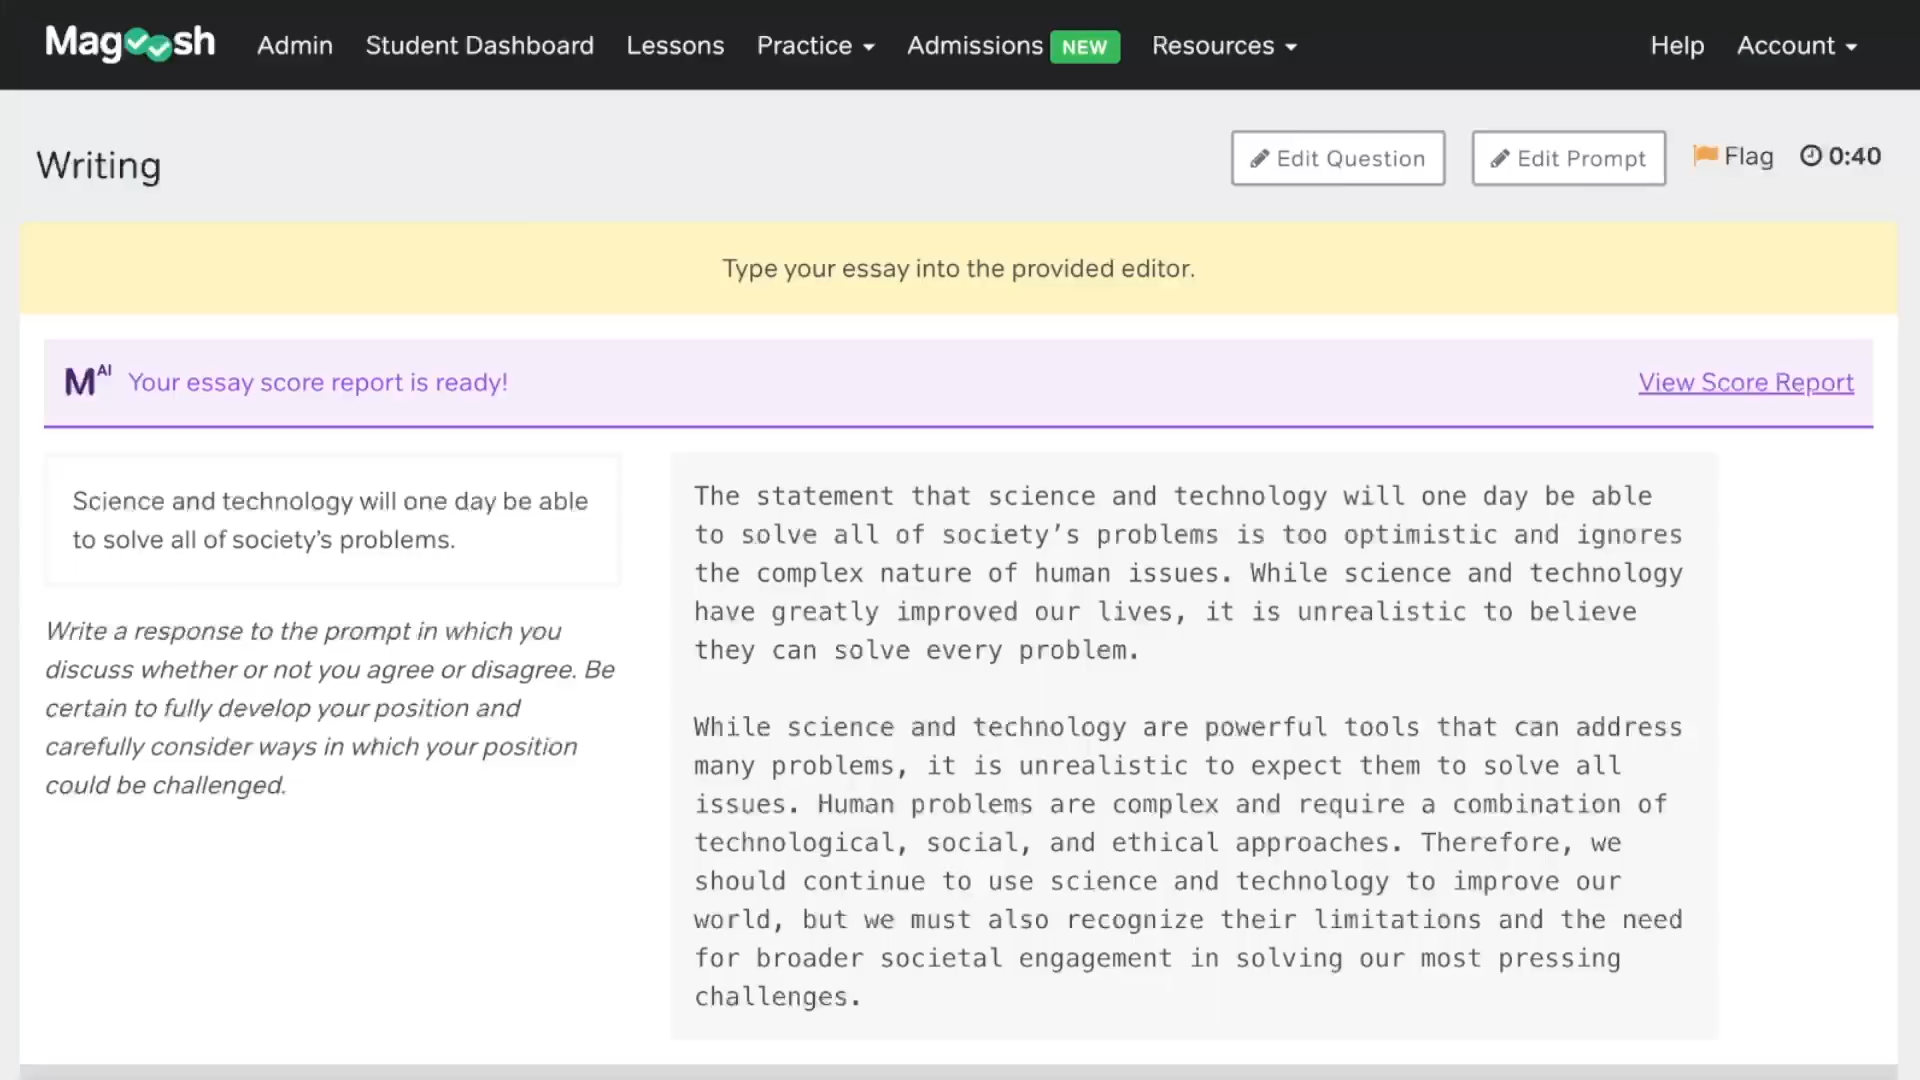 Magoosh Admin Student Dashboard Lessons Practice Admissions NEW Resources Help Account
Writing
Edit Question Edit Prompt Flag 0:40
Type your essay into the provided editor.
M AI Your essay score report is ready! View Score Report
Science and technology will one day be able
to solve all of society’s problems.
Write a response to the prompt in which you
discuss whether or not you agree or disagree. Be
certain to fully develop your position and
carefully consider ways in which your position
could be challenged.
The statement that science and technology will one day be able
to solve all of society’s problems is too optimistic and ignores
the complex nature of human issues. While science and technology
have greatly improved our lives, it is unrealistic to believe
they can solve every problem.
While science and technology are powerful tools that can address
many problems, it is unrealistic to expect them to solve all
issues. Human problems are complex and require a combination of
technological, social, and ethical approaches. Therefore, we
should continue to use science and technology to improve our
world, but we must also recognize their limitations and the need
for broader societal engagement in solving our most pressing
challenges.